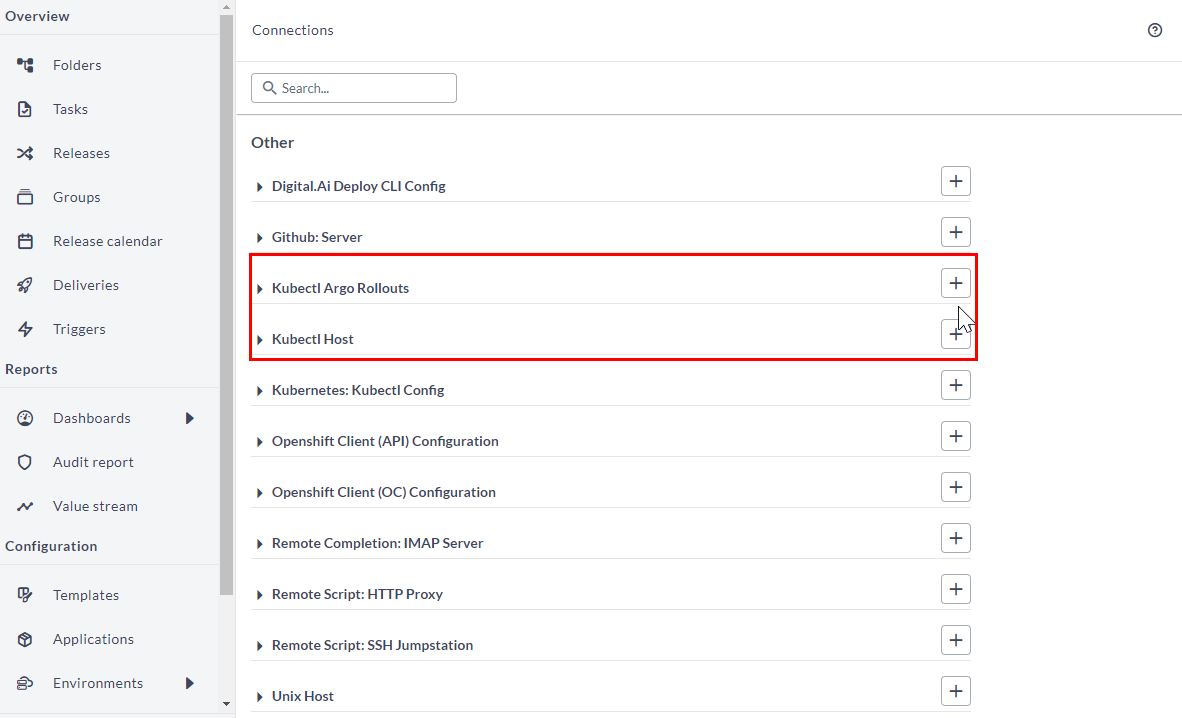 Overview
Folders
Tasks
Releases
Groups
Release calendar
Deliveries
Triggers
Reports
Dashboards
Audit report
Value stream
Configuration
Templates
Applications
Environments
Connections
Search...
Other
Digital.Ai Deploy CLI Config
Github: Server
Kubectl Argo Rollouts
Kubectl Host
Kubernetes: Kubectl Config
Openshift Client (API) Configuration
Openshift Client (OC) Configuration
Remote Completion: IMAP Server
Remote Script: HTTP Proxy
Remote Script: SSH Jumpstation
Unix Host